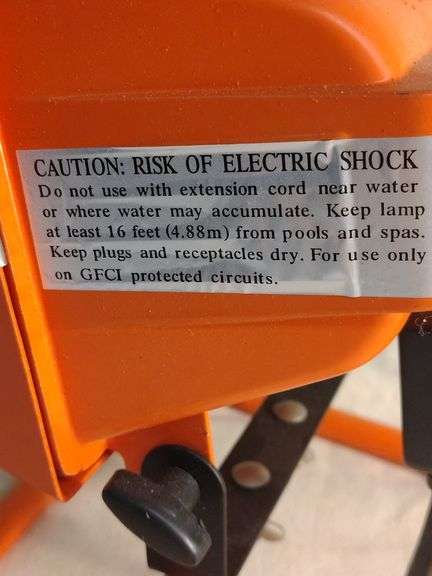 CAUTION: RISK OF ELECTRIC SHOCK
Do not use with extension cord near water
or where water may accumulate. Keep lamp
at least 16 feet (4.88m) from pools and spas.
Keep plugs and receptacles dry. For use only
on GFCI protected circuits.